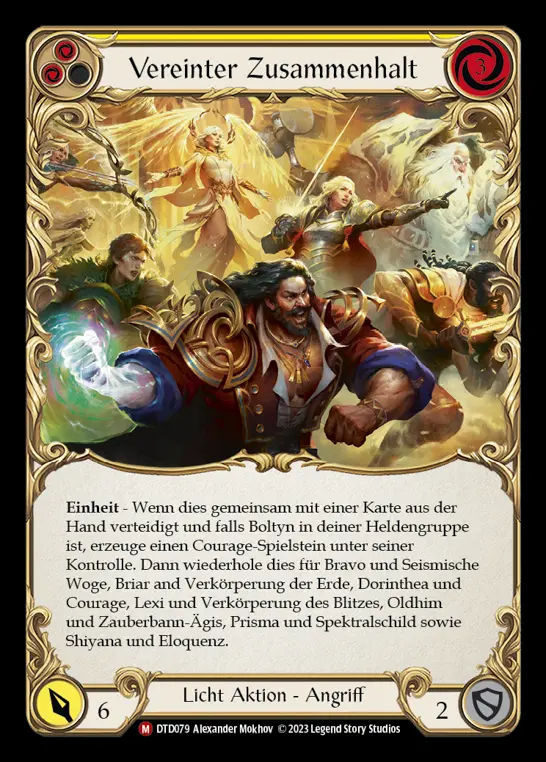 Vereinter Zusammenhalt
3
Einheit - Wenn dies gemeinsam mit einer Karte aus der
Hand verteidigt und falls Boltyn in deiner Heldengruppe
ist, erzeuge einen Courage-Spielstein unter seiner
Kontrolle. Dann wiederhole dies für Bravo und Seismische
Woge, Briar and Verkörperung der Erde, Dorinthea und
Courage, Lexi und Verkörperung des Blitzes, Oldhim
und Zauberbann-Ägis, Prisma und Spektralschild sowie
Shiyana und Eloquenz.
6
Licht Aktion - Angriff
2
M DTD079 Alexander Mokhov © 2023 Legend Story Studios